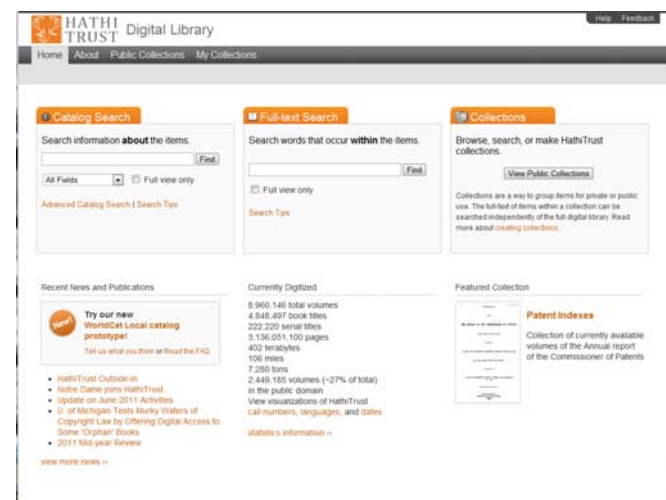 HATHI
TRUST Digital Library
Help Feedback
Home About Public Collections My Collections
Catalog Search
Search information about the items.
Find
All Fields Full view only
Advanced Catalog Search | Search Tips
Full-text Search
Search words that occur within the items.
Find
Full view only
Search Tips
Collections
Browse, search, or make HathiTrust
collections.
View Public Collections
Collections are a way to group items for private or public
use. The full-text of items within a collection can be
searched independently of the full digital library. Read
more about creating collections.
Recent News and Publications
New!
Try our new
WorldCat Local catalog
prototype!
Tell us what you think or Read the FAQ
HathiTrust Outside-in
Notre Dame joins HathiTrust
Update on June 2011 Activities
U. of Michigan Tests Murky Waters of
Copyright Law by Offering Digital Access to
Some 'Orphan' Books
2011 Mid-year Review
view more news »
Currently Digitized
8,960,146 total volumes
4,848,497 book titles
222,220 serial titles
3,136,051,100 pages
402 terabytes
106 miles
7,280 tons
2,449,185 volumes (~27% of total)
in the public domain
View visualizations of HathiTrust
call numbers, languages, and dates
statistics information »
Featured Collection
Patent Indexes
Collection of currently available
volumes of the Annual report
of the Commissioner of Patents